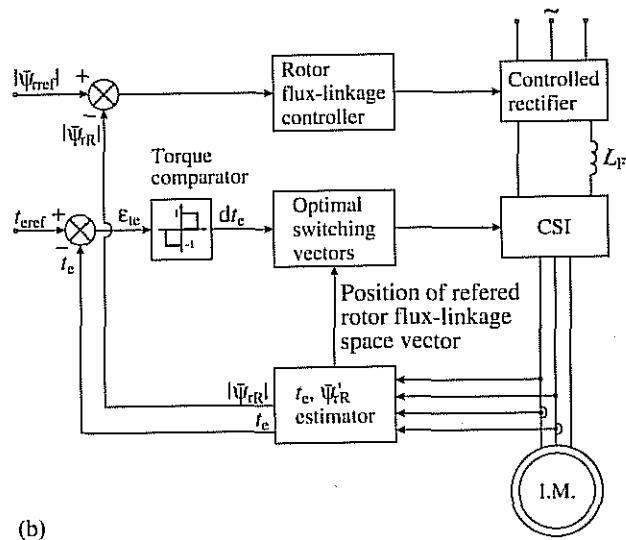 ~
|ψ̄rref|
+
−
|ψ̄rR|
Rotor
flux-linkage
controller
Controlled
rectifier
LF
Torque
comparator
teref
+
−
te
εte
1
-1
dte
Optimal
switching
vectors
CSI
Position of refered
rotor flux-linkage
space vector
|ψ̄rR|
te
te, ψ̄'rR
estimator
I.M.
(b)